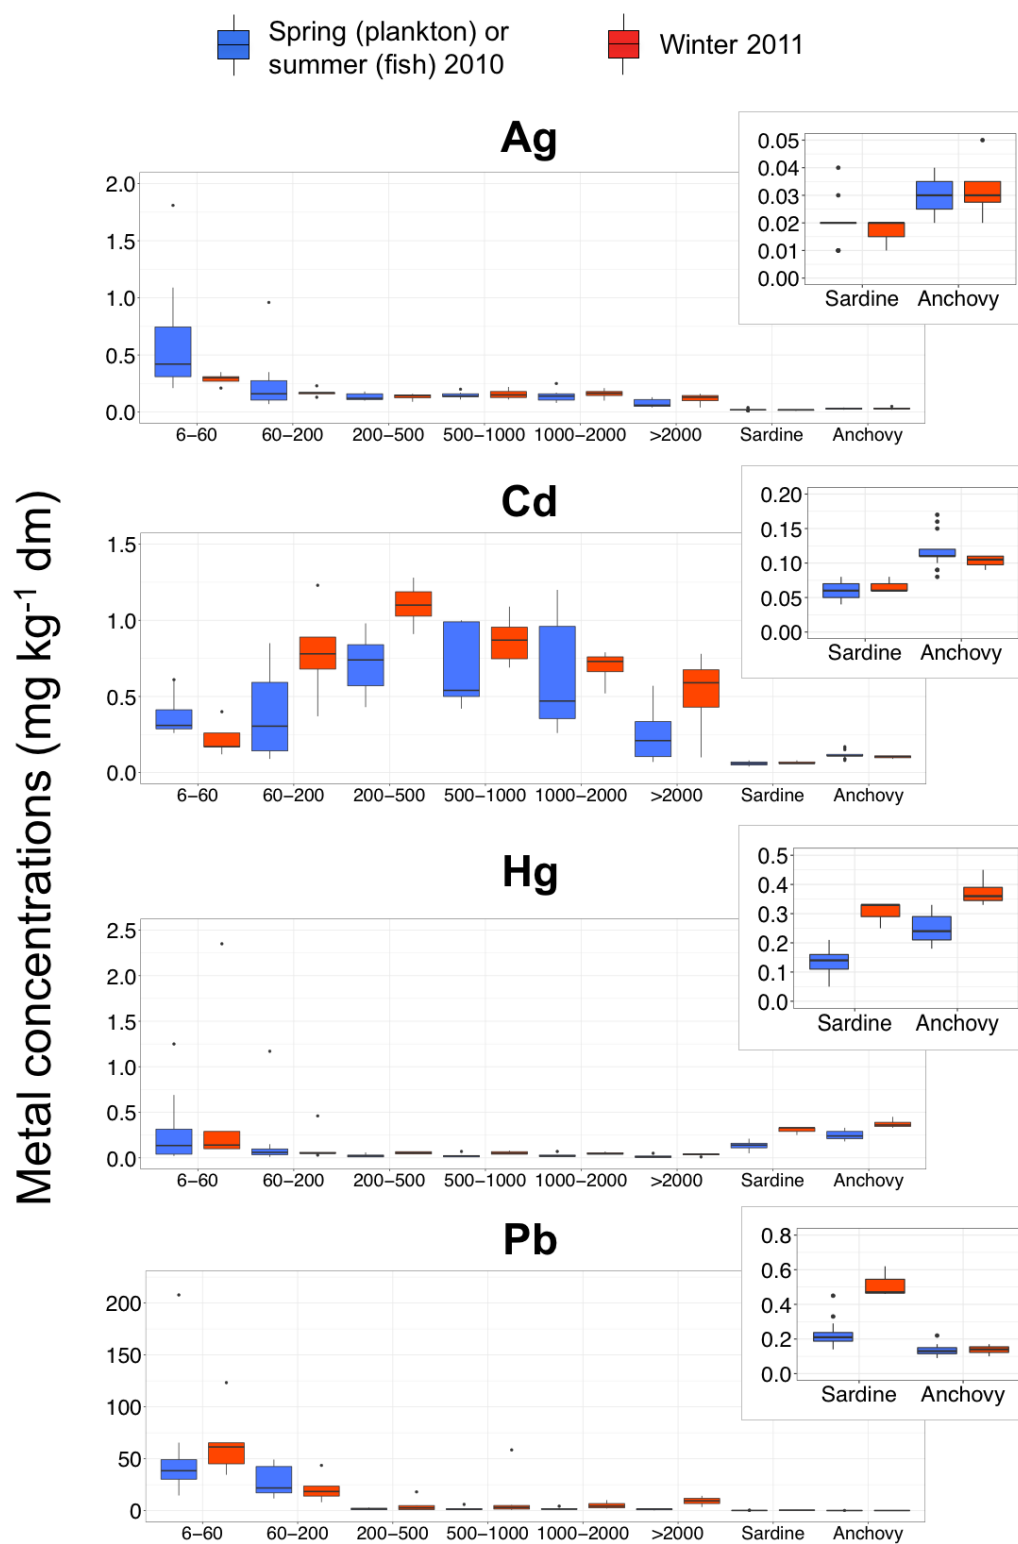 Spring (plankton) or
summer (fish) 2010
Winter 2011
Metal concentrations (mg kg-1 dm)
Ag
2.0
1.5
1.0
0.5
0.0
6−60 60−200 200−500 500−1000 1000−2000 >2000 Sardine Anchovy
0.05
0.04
0.03
0.02
0.01
0.00
Sardine Anchovy
Cd
1.5
1.0
0.5
0.0
6−60 60−200 200−500 500−1000 1000−2000 >2000 Sardine Anchovy
0.20
0.15
0.10
0.05
0.00
Sardine Anchovy
Hg
2.5
2.0
1.5
1.0
0.5
0.0
6−60 60−200 200−500 500−1000 1000−2000 >2000 Sardine Anchovy
0.5
0.4
0.3
0.2
0.1
0.0
Sardine Anchovy
Pb
200
150
100
50
0
6−60 60−200 200−500 500−1000 1000−2000 >2000 Sardine Anchovy
0.8
0.6
0.4
0.2
0.0
Sardine Anchovy